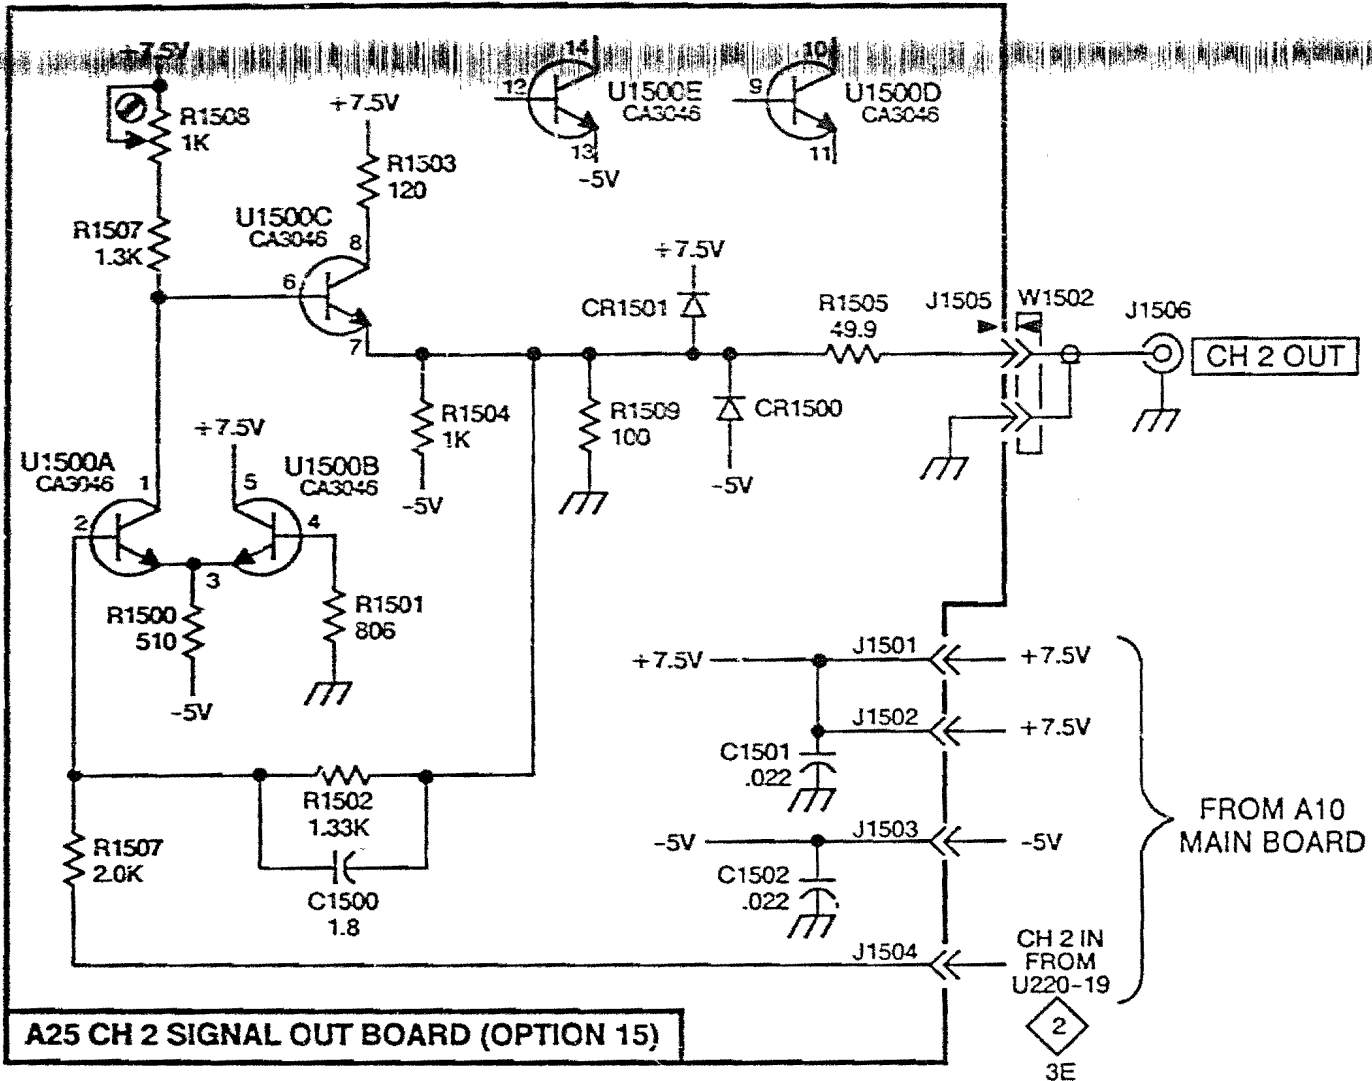 +7.5V
R1508
1K
+7.5V
R1503
120
14
12
U1500E
CA3046
13
-5V
10
9
U1500D
CA3046
11
R1507
1.3K
U1500C
CA3046
8
6
7
+7.5V
CR1501
R1505
49.9
J1505
W1502
J1506
CH 2 OUT
R1504
1K
-5V
R1509
100
CR1500
-5V
+7.5V
U1500A
CA3046
1
2
5
U1500B
CA3046
4
3
R1500
510
-5V
R1501
806
R1502
1.33K
C1500
1.8
R1507
2.0K
+7.5V
J1501
+7.5V
J1502
+7.5V
C1501
.022
-5V
J1503
-5V
C1502
.022
J1504
CH 2 IN
FROM
U220-19
2
3E
FROM A10
MAIN BOARD
A25 CH 2 SIGNAL OUT BOARD (OPTION 15)